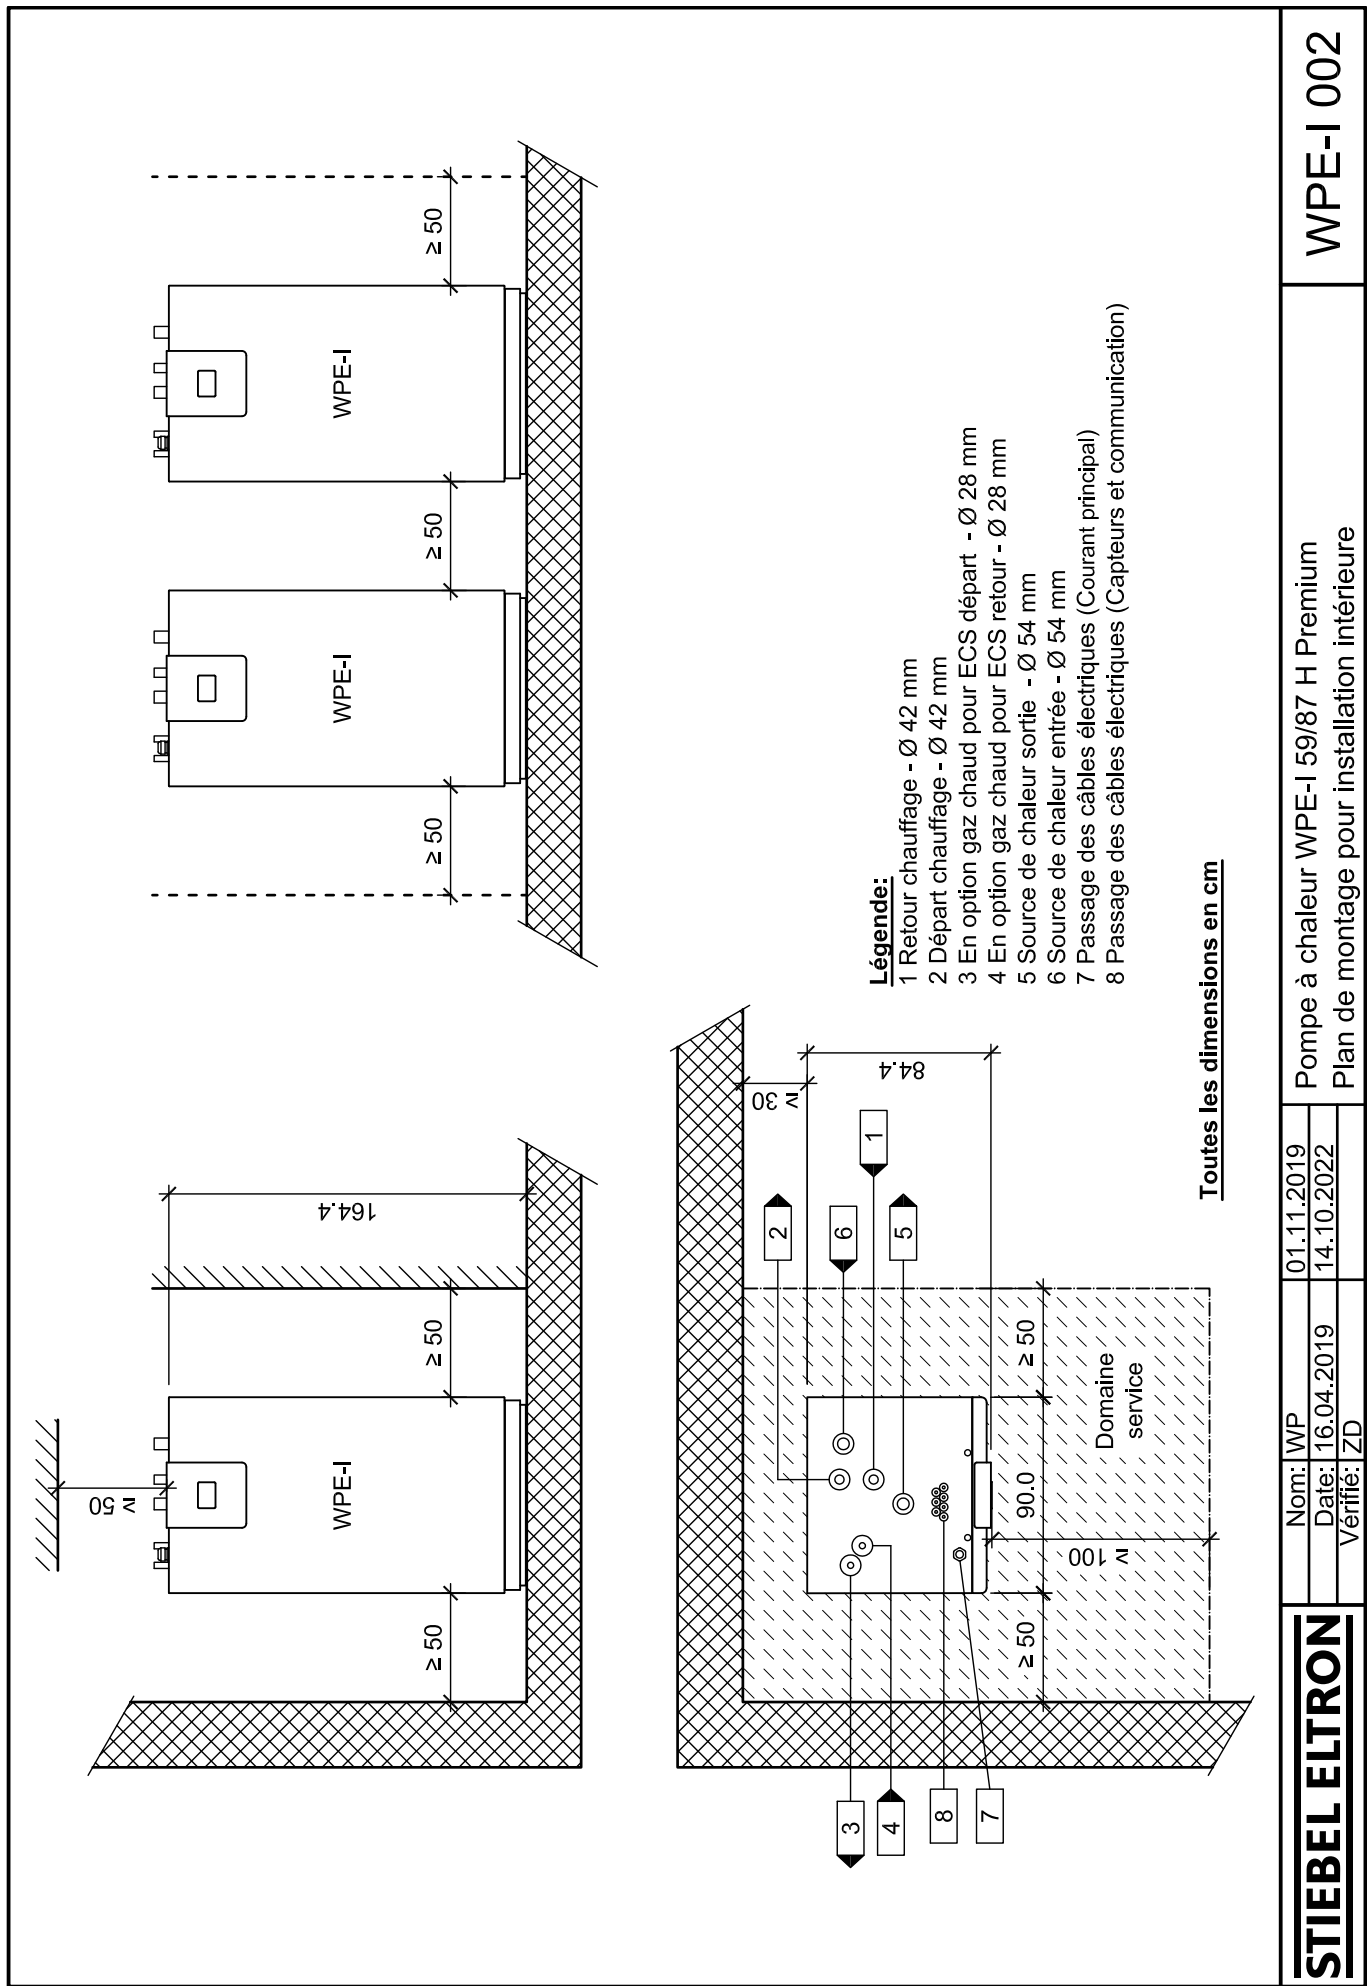 ≥ 50
WPE-I
≥ 50
≥ 50
164.4
WPE-I
WPE-I
≥ 50
≥ 50
≥ 50
3
4
8
7
2
6
1
5
≥ 30
84.4
≥ 50
90.0
≥ 50
≥ 100
Domaine
service
Légende:
1 Retour chauffage - Ø 42 mm
2 Départ chauffage - Ø 42 mm
3 En option gaz chaud pour ECS départ - Ø 28 mm
4 En option gaz chaud pour ECS retour - Ø 28 mm
5 Source de chaleur sortie - Ø 54 mm
6 Source de chaler entrée - Ø 54 mm
7 Passage des câbles électriques (Courant principal)
8 Passage des câbles électriques (Capteurs et communication)
Toutes les dimensions en cm
STIEBEL ELTRON
Nom: WP 01.11.2019
Date: 16.04.2019 14.10.2022
Vérifié: ZD
Pompe à chaleur WPE-I 59/87 H Premium
Plan de montage pour installation intérieure
WPE-I 002